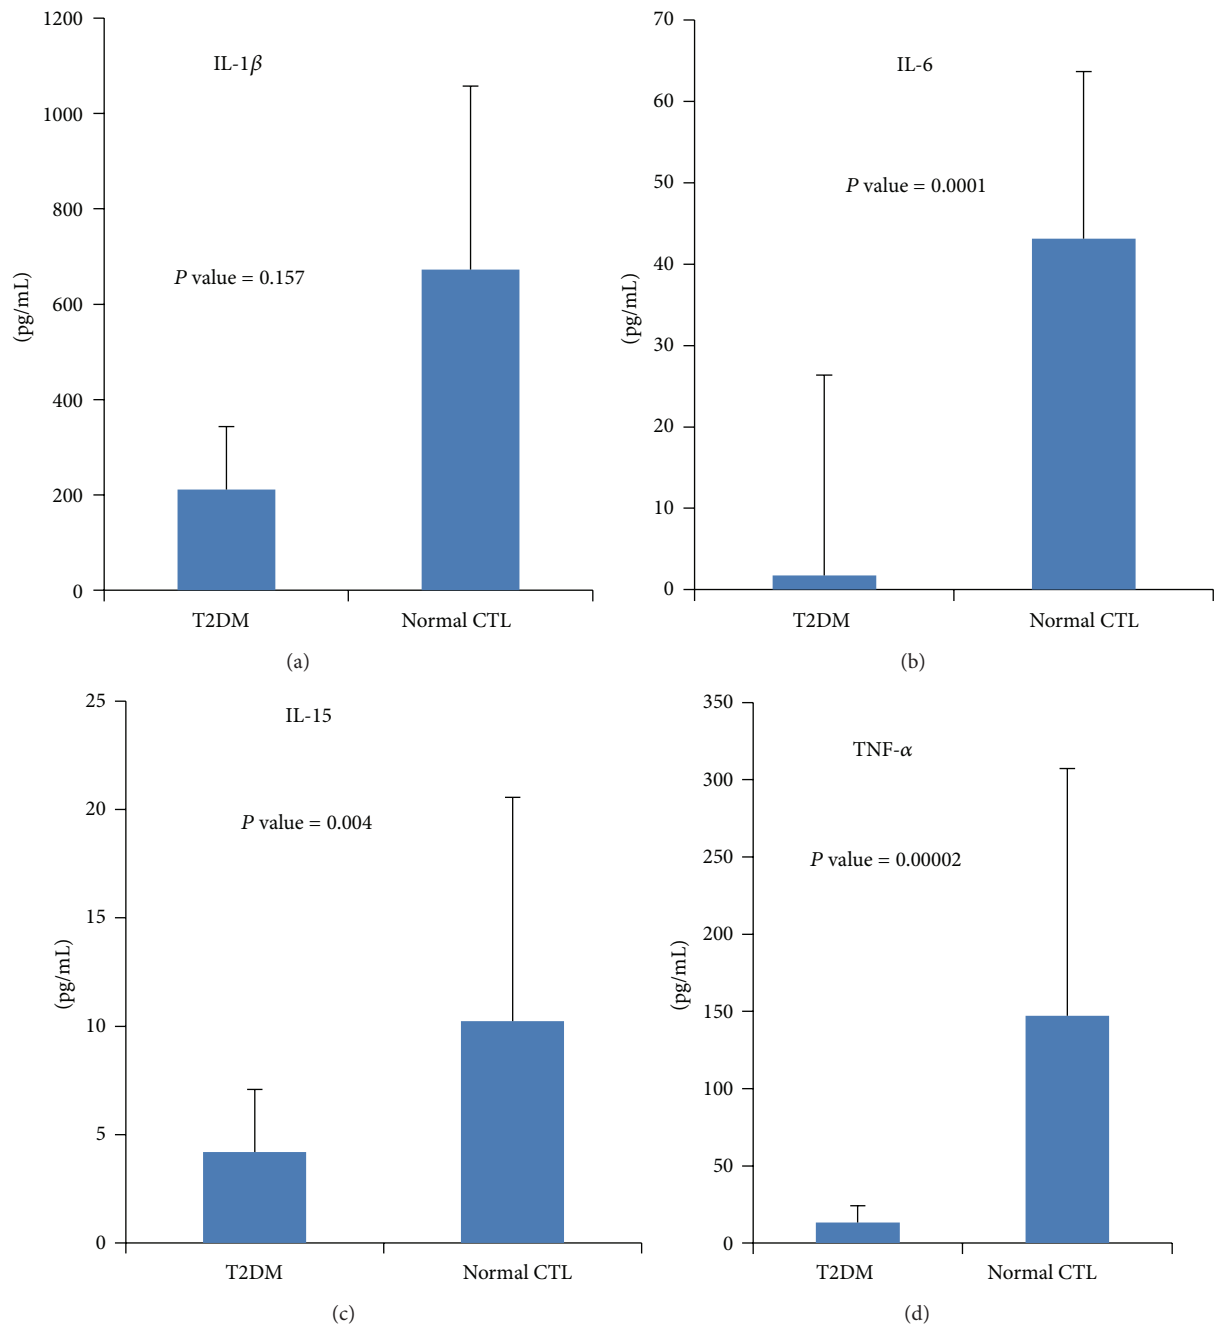 1200
1000
800
600
400
200
0
(pg/mL)
IL-1β
P value = 0.157
T2DM
Normal CTL
(a)
70
60
50
40
30
20
10
0
(pg/mL)
IL-6
P value = 0.0001
T2DM
Normal CTL
(b)
25
20
15
10
5
0
(pg/mL)
IL-15
P value = 0.004
T2DM
Normal CTL
(c)
350
300
250
200
150
100
50
0
(pg/mL)
TNF-α
P value = 0.00002
T2DM
Normal CTL
(d)